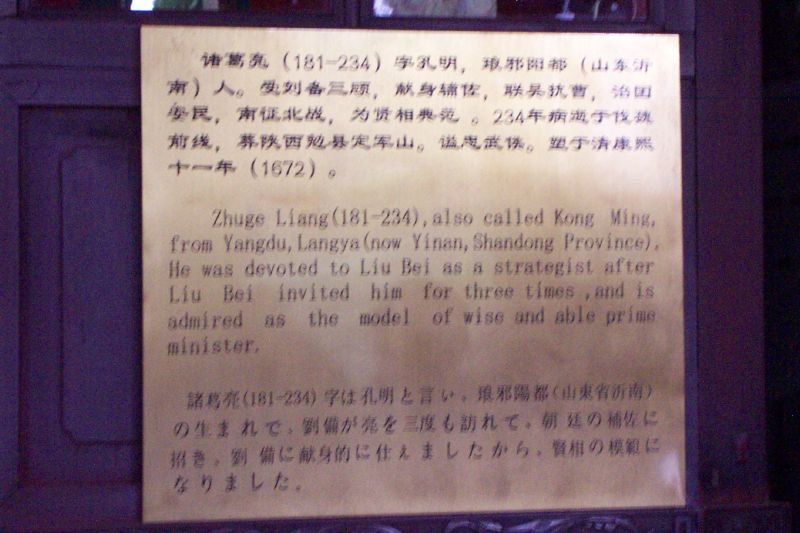 诸葛亮（181-234）字孔明，琅邪阳都（山东沂
南）人。受刘备三顾，献身辅佐，联吴抗曹，治国
安民，南征北战，为贤相典范。234年病逝于伐魏
前线，葬陕西勉县定军山。谥忠武侯。塑于清康熙
十一年（1672）。
Zhuge Liang(181-234),also called Kong Ming,
from Yangdu,Langya(now Yinan,Shandong Province).
He was devoted to Liu Bei as a strategist after
Liu Bei invited him for three times ,and is
admired as the model of wise and able prime
minister.
諸葛亮(181-234)字は孔明と言い。琅邪陽都(山東省沂南)
の生まれで。劉備が亮を三度も訪れて。朝廷の補佐に
招き。劉備に献身的に仕えましたから。賢相の模範に
なりました。